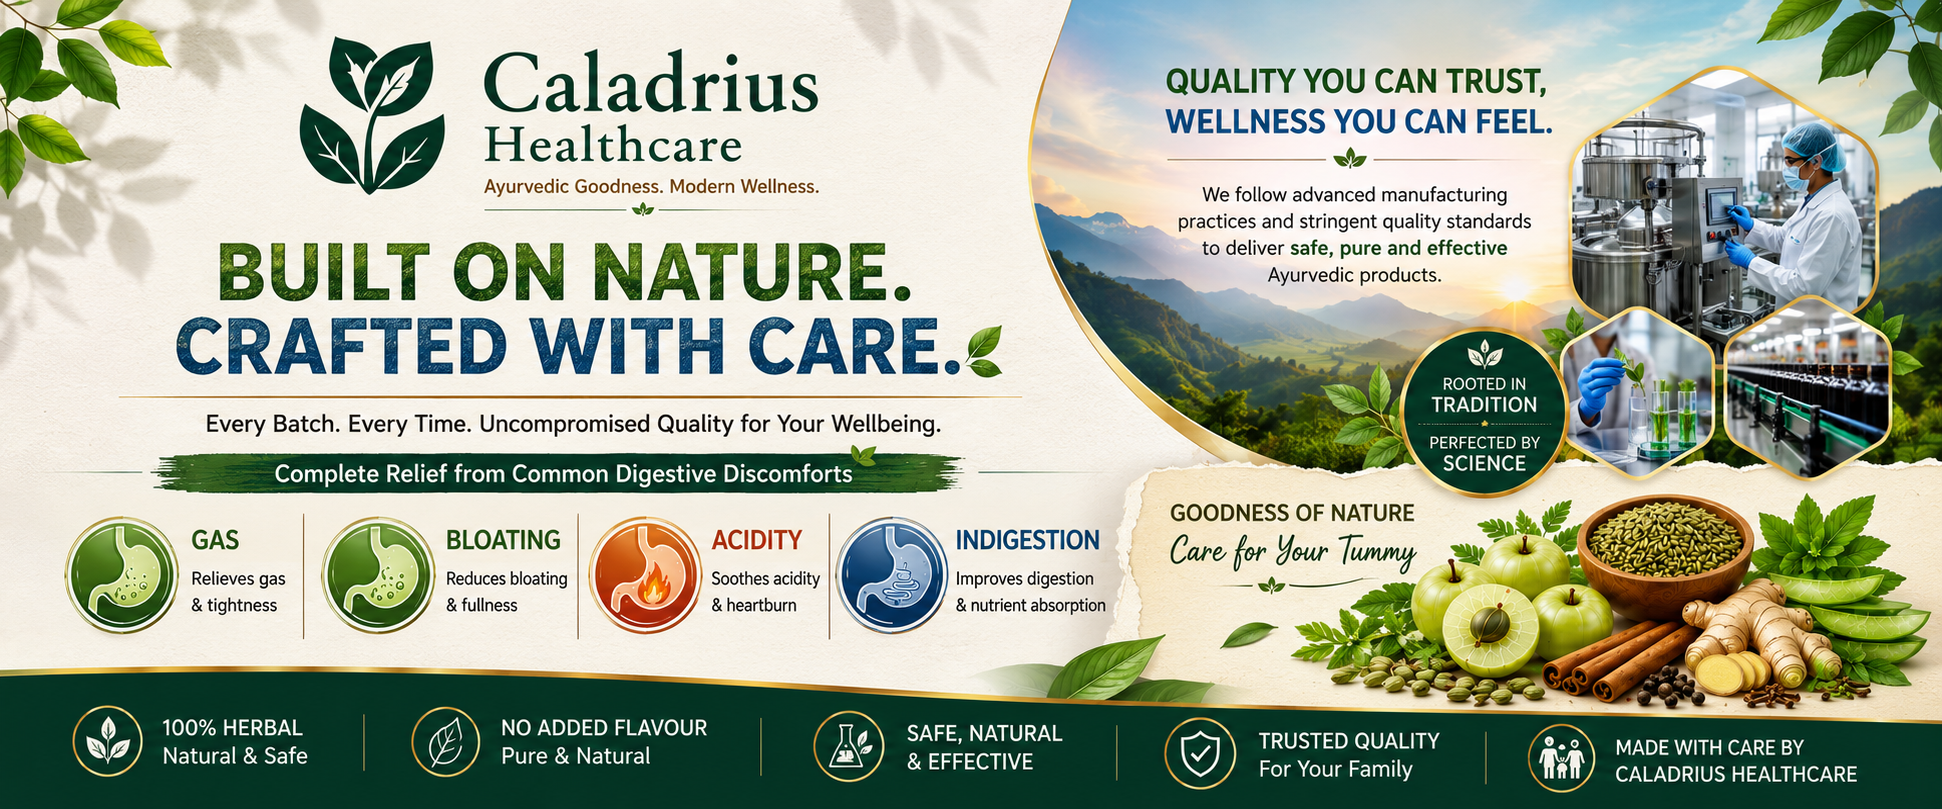 Caladrius
Healthcare
Ayurvedic Goodness. Modern Wellness.
BUILT ON NATURE.
CRAFTED WITH CARE.
Every Batch. Every Time. Uncompromised Quality for Your Wellbeing.
Complete Relief from Common Digestive Discomforts
GAS
Relieves gas
& tightness
BLOATING
Reduces bloating
& fullness
ACIDITY
Soothes acidity
& heartburn
INDIGESTION
Improves digestion
& nutrient absorption
QUALITY YOU CAN TRUST,
WELLNESS YOU CAN FEEL.
We follow advanced manufacturing
practices and stringent quality standards
to deliver safe, pure and effective
Ayurvedic products.
ROOTED IN
TRADITION
PERFECTED BY
SCIENCE
GOODNESS OF NATURE
Care for Your Tummy
100% HERBAL
Natural & Safe
NO ADDED FLAVOUR
Pure & Natural
SAFE, NATURAL
& EFFECTIVE
TRUSTED QUALITY
For Your Family
MADE WITH CARE BY
CALADRIUS HEALTHCARE